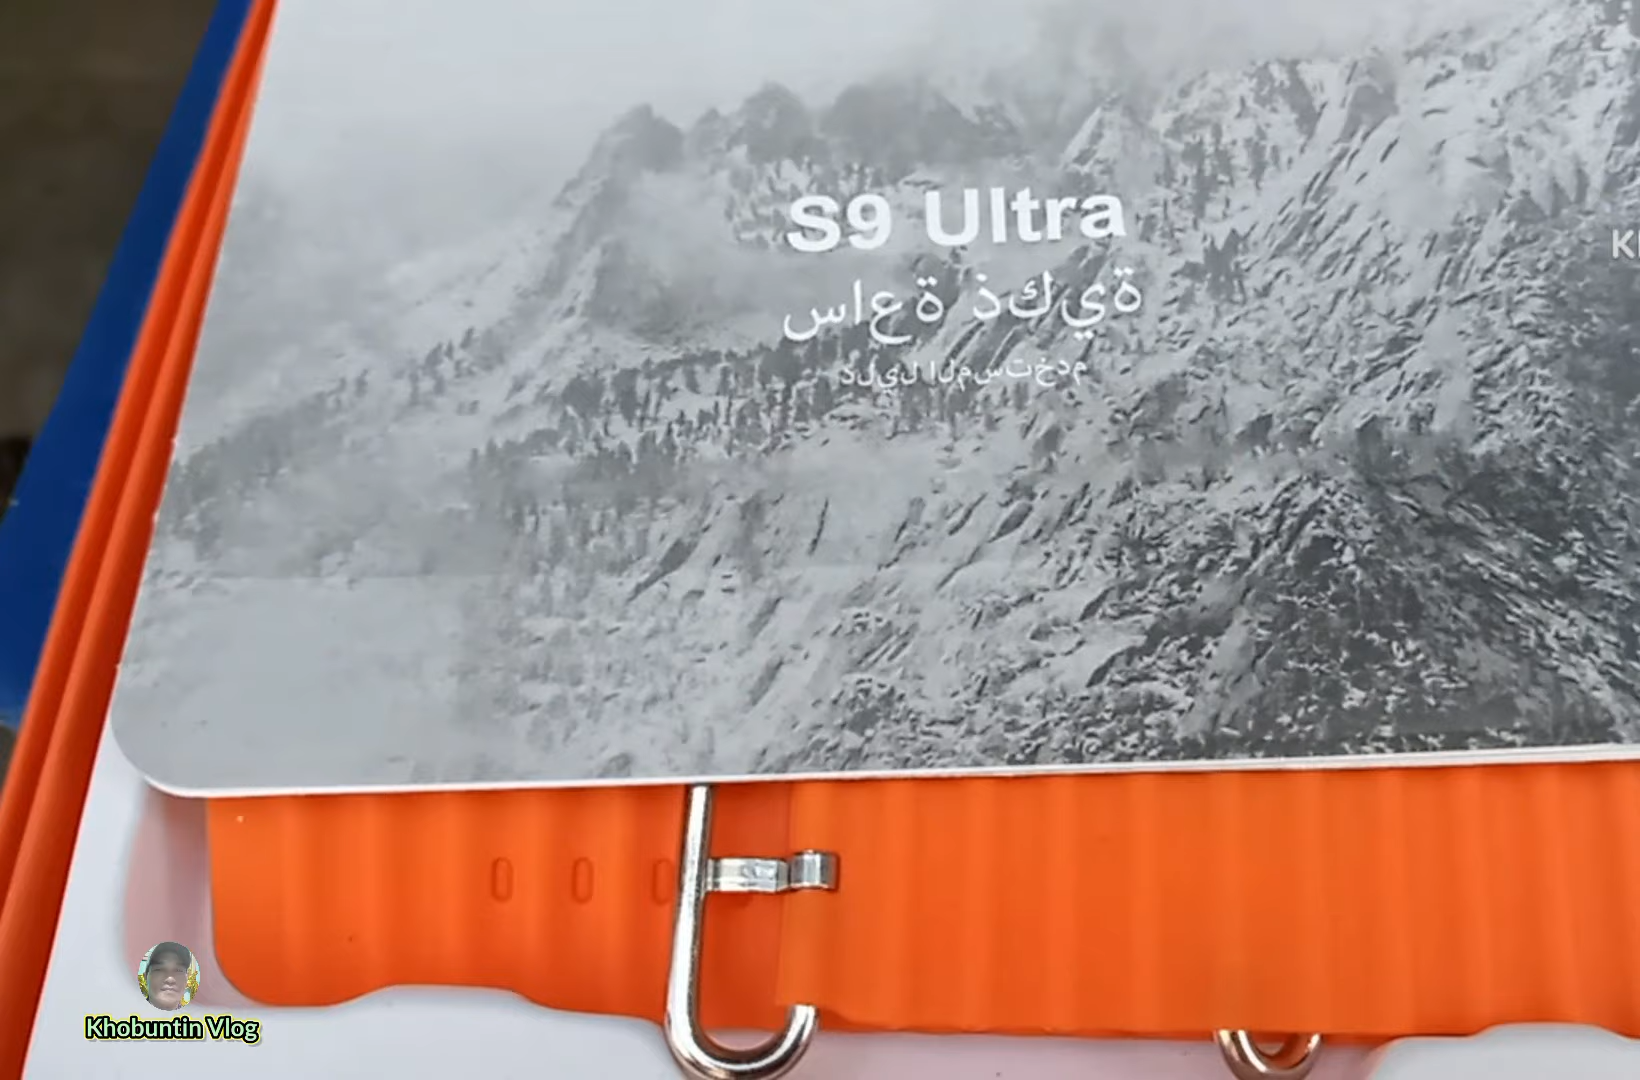 S9 Ultra
ساعة ذكية
دليل المستخدم
Khobuntin Vlog